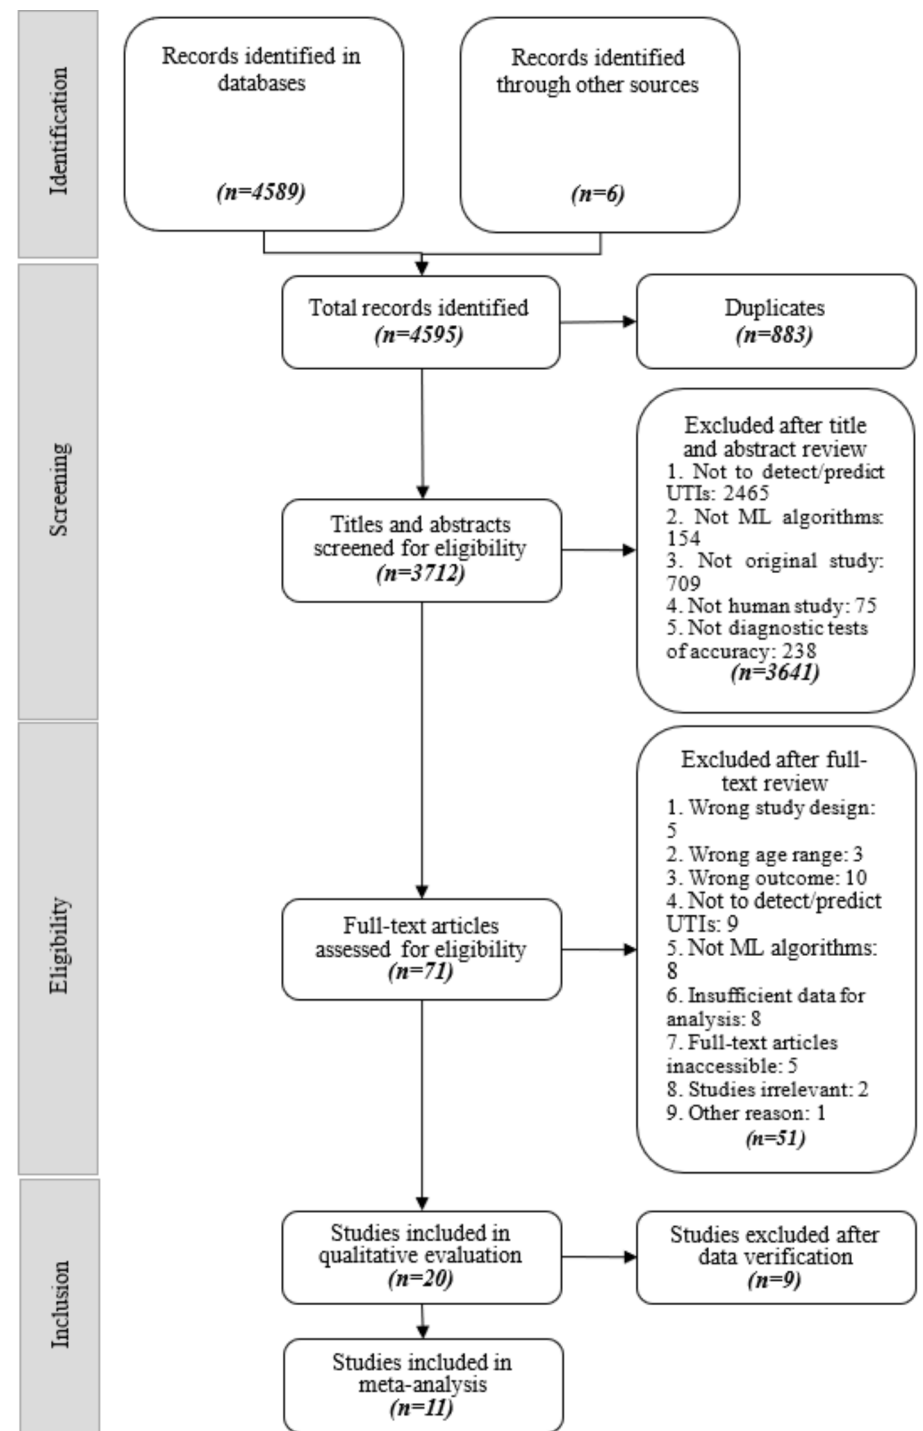 Identification
Records identified in
databases
(n=4589)
Records identified
through other sources
(n=6)
Screening
Total records identified
(n=4595)
Duplicates
(n=883)
Titles and abstracts
screened for eligibility
(n=3712)
Excluded after title
and abstract review
1. Not to detect/predict
UTIs: 2465
2. Not ML algorithms:
154
3. Not original study:
709
4. Not human study: 75
5. Not diagnostic tests
of accuracy: 238
(n=3641)
Eligibility
Full-text articles
assessed for eligibility
(n=71)
Excluded after full-
text review
1. Wrong study design:
5
2. Wrong age range: 3
3. Wrong outcome: 10
4. Not to detect/predict
UTIs: 9
5. Not ML algorithms:
8
6. Insufficient data for
analysis: 8
7. Full-text articles
inaccessible: 5
8. Studies irrelevant: 2
9. Other reason: 1
(n=51)
Inclusion
Studies included in
qualitative evaluation
(n=20)
Studies excluded after
data verification
(n=9)
Studies included in
meta-analysis
(n=11)